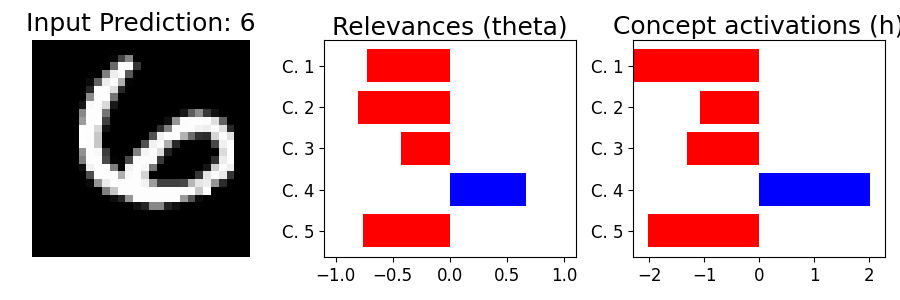 Input Prediction: 6
6
Relevances (theta)
C. 1
C. 2
C. 3
C. 4
C. 5
−1.0 −0.5 0.0 0.5 1.0
Concept activations (h)
C. 1
C. 2
C. 3
C. 4
C. 5
−2 −1 0 1 2